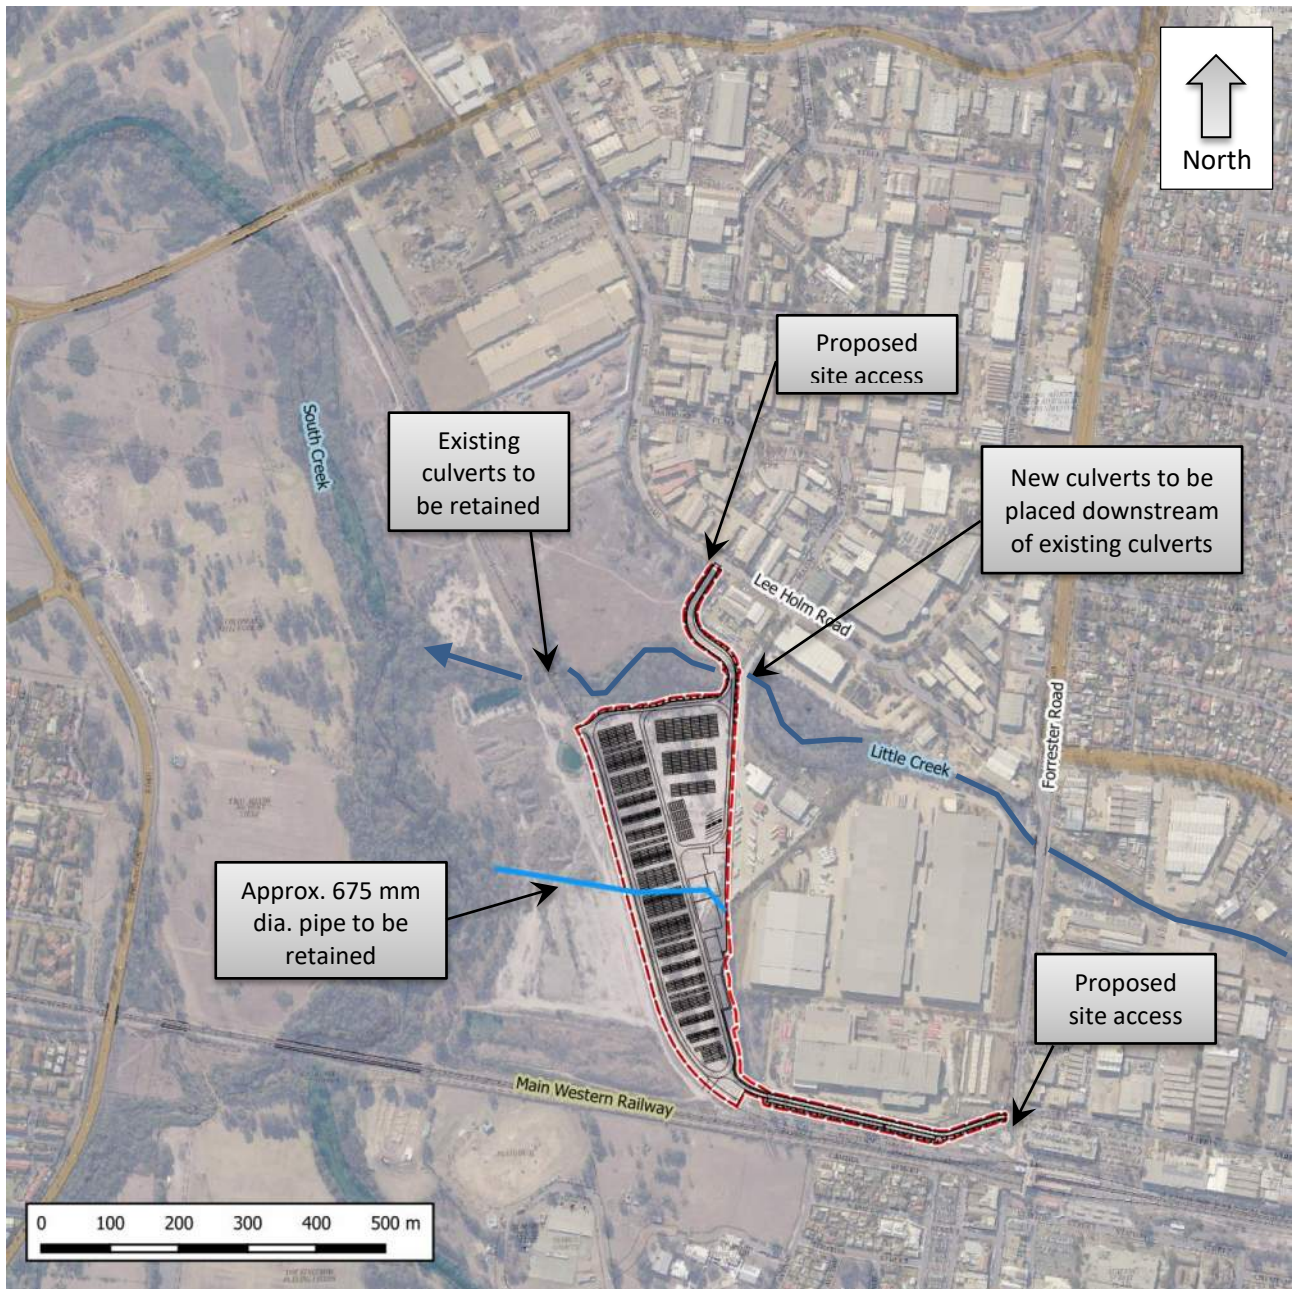 North
Proposed
site access
Existing
culverts to
be retained
New culverts to be
placed downstream
of existing culverts
South Creek
Lee Holm Road
Forrester Road
Little Creek
Approx. 675 mm
dia. pipe to be
retained
Proposed
site access
Main Western Railway
0 100 200 300 400 500 m